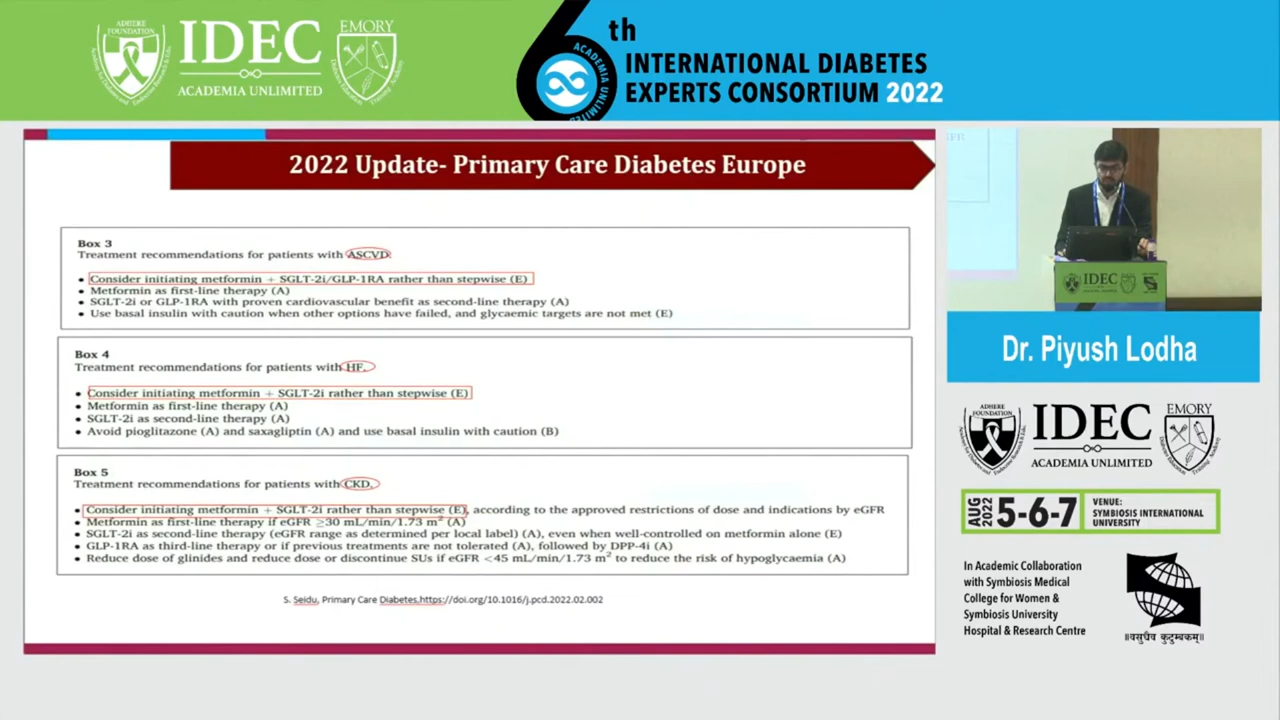 ADHERE
FOUNDATION
IDEC
ACADEMIA UNLIMITED
EMORY
6th
ACADEMIA UNLIMITED
INTERNATIONAL DIABETES
EXPERTS CONSORTIUM 2022
2022 Update- Primary Care Diabetes Europe
Box 3
Treatment recommendations for patients with ASCVD.
• Consider initiating metformin + SGLT-2i/GLP-1RA rather than stepwise (E)
• Metformin as first-line therapy (A)
• SGLT-2i or GLP-1RA with proven cardiovascular benefit as second-line therapy (A)
• Use basal insulin with caution when other options have failed, and glycaemic targets are not met (E)
Box 4
Treatment recommendations for patients with HF.
• Consider initiating metformin + SGLT-2i rather than stepwise (E)
• Metformin as first-line therapy (A)
• SGLT-2i as second-line therapy (A)
• Avoid pioglitazone (A) and saxagliptin (A) and use basal insulin with caution (B)
Box 5
Treatment recommendations for patients with CKD.
• Consider initiating metformin + SGLT-2i rather than stepwise (E), according to the approved restrictions of dose and indications by eGFR
• Metformin as first-line therapy if eGFR ≥30 mL/min/1.73 m² (A)
• SGLT-2i as second-line therapy (eGFR range as determined per local label) (A), even when well-controlled on metformin alone (E)
• GLP-1RA as third-line therapy or if previous treatments are not tolerated (A), followed by DPP-4i (A)
• Reduce dose of glinides and reduce dose or discontinue SUs if eGFR <45 mL/min/1.73 m² to reduce the risk of hypoglycaemia (A)
S. Seidu, Primary Care Diabetes,https://doi.org/10.1016/j.pcd.2022.02.002
IDEC
ACADEMIA UNLIMITED
Dr. Piyush Lodha
ADHERE
FOUNDATION
IDEC
ACADEMIA UNLIMITED
EMORY
AUG
2022
5-6-7
VENUE:
SYMBIOSIS INTERNATIONAL
UNIVERSITY
In Academic Collaboration
with Symbiosis Medical
College for Women &
Symbiosis University
Hospital & Research Centre
॥वसुधैव कुटुम्बकम्॥